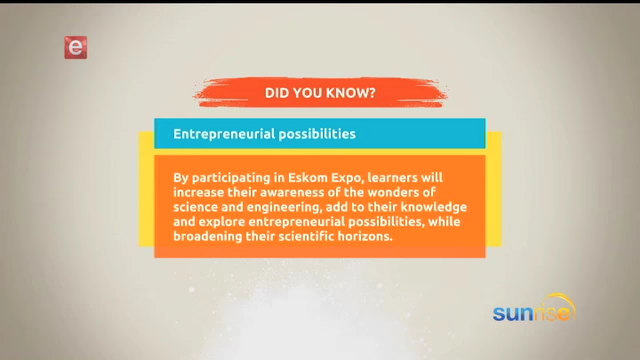 e
DID YOU KNOW?
Entrepreneurial possibilities
By participating in Eskom Expo, learners will
increase their awareness of the wonders of
science and engineering, add to their knowledge
and explore entrepreneurial possibilities, while
broadening their scientific horizons.
sunrise